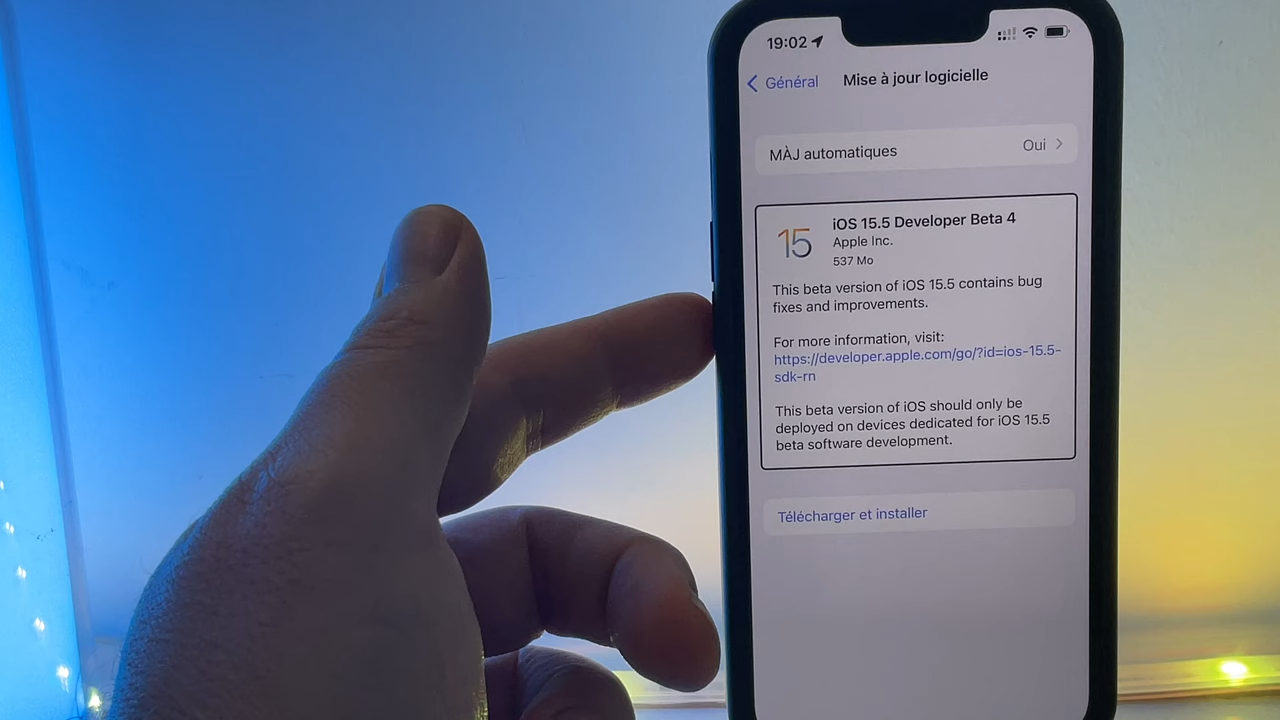 19:02
Général
Mise à jour logicielle
MÀJ automatiques
Oui
15
iOS 15.5 Developer Beta 4
Apple Inc.
537 Mo
This beta version of iOS 15.5 contains bug
fixes and improvements.
For more information, visit:
https://developer.apple.com/go/?id=ios-15.5-
sdk-rn
This beta version of iOS should only be
deployed on devices dedicated for iOS 15.5
beta software development.
Télécharger et installer